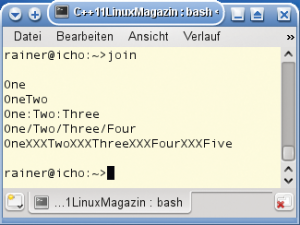 C++11LinuxMagazin : bash
Datei Bearbeiten Ansicht Verlauf »
rainer@icho:~>join
One
OneTwo
One:Two:Three
One/Two/Three/Four
OneXXXTwoXXXThreeXXXFourXXXFive
rainer@icho:~>
...1LinuxMagazin : bash